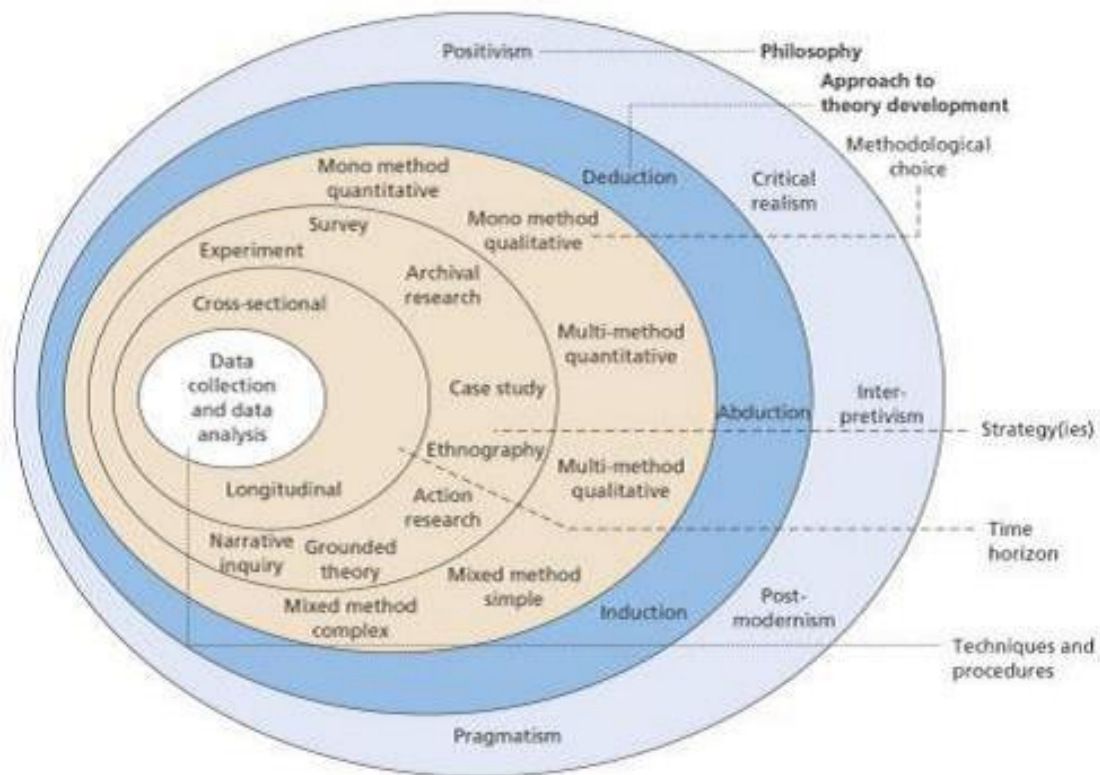 Positivism
Philosophy
Approach to
theory development
Methodological
choice
Deduction
Critical
realism
Mono method
quantitative
Mono method
qualitative
Survey
Experiment
Archival
research
Cross-sectional
Multi-method
quantitative
Data
collection
and data
analysis
Case study
Abduction
Inter-
pretivism
Strategy(ies)
Ethnography
Multi-method
qualitative
Longitudinal
Action
research
Time
horizon
Narrative
inquiry
Grounded
theory
Mixed method
simple
Mixed method
complex
Induction
Post-
modernism
Techniques and
procedures
Pragmatism